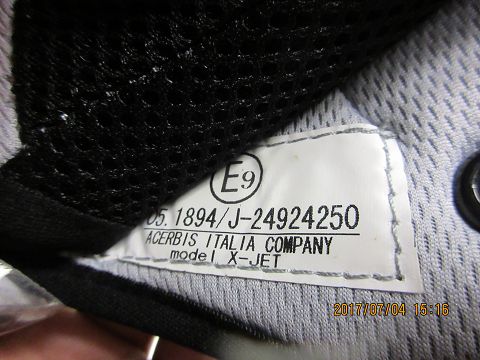 E9
05.1894/J-24924250
ACERBIS ITALIA COMPANY
model X-JET
2017/07/04 15:16